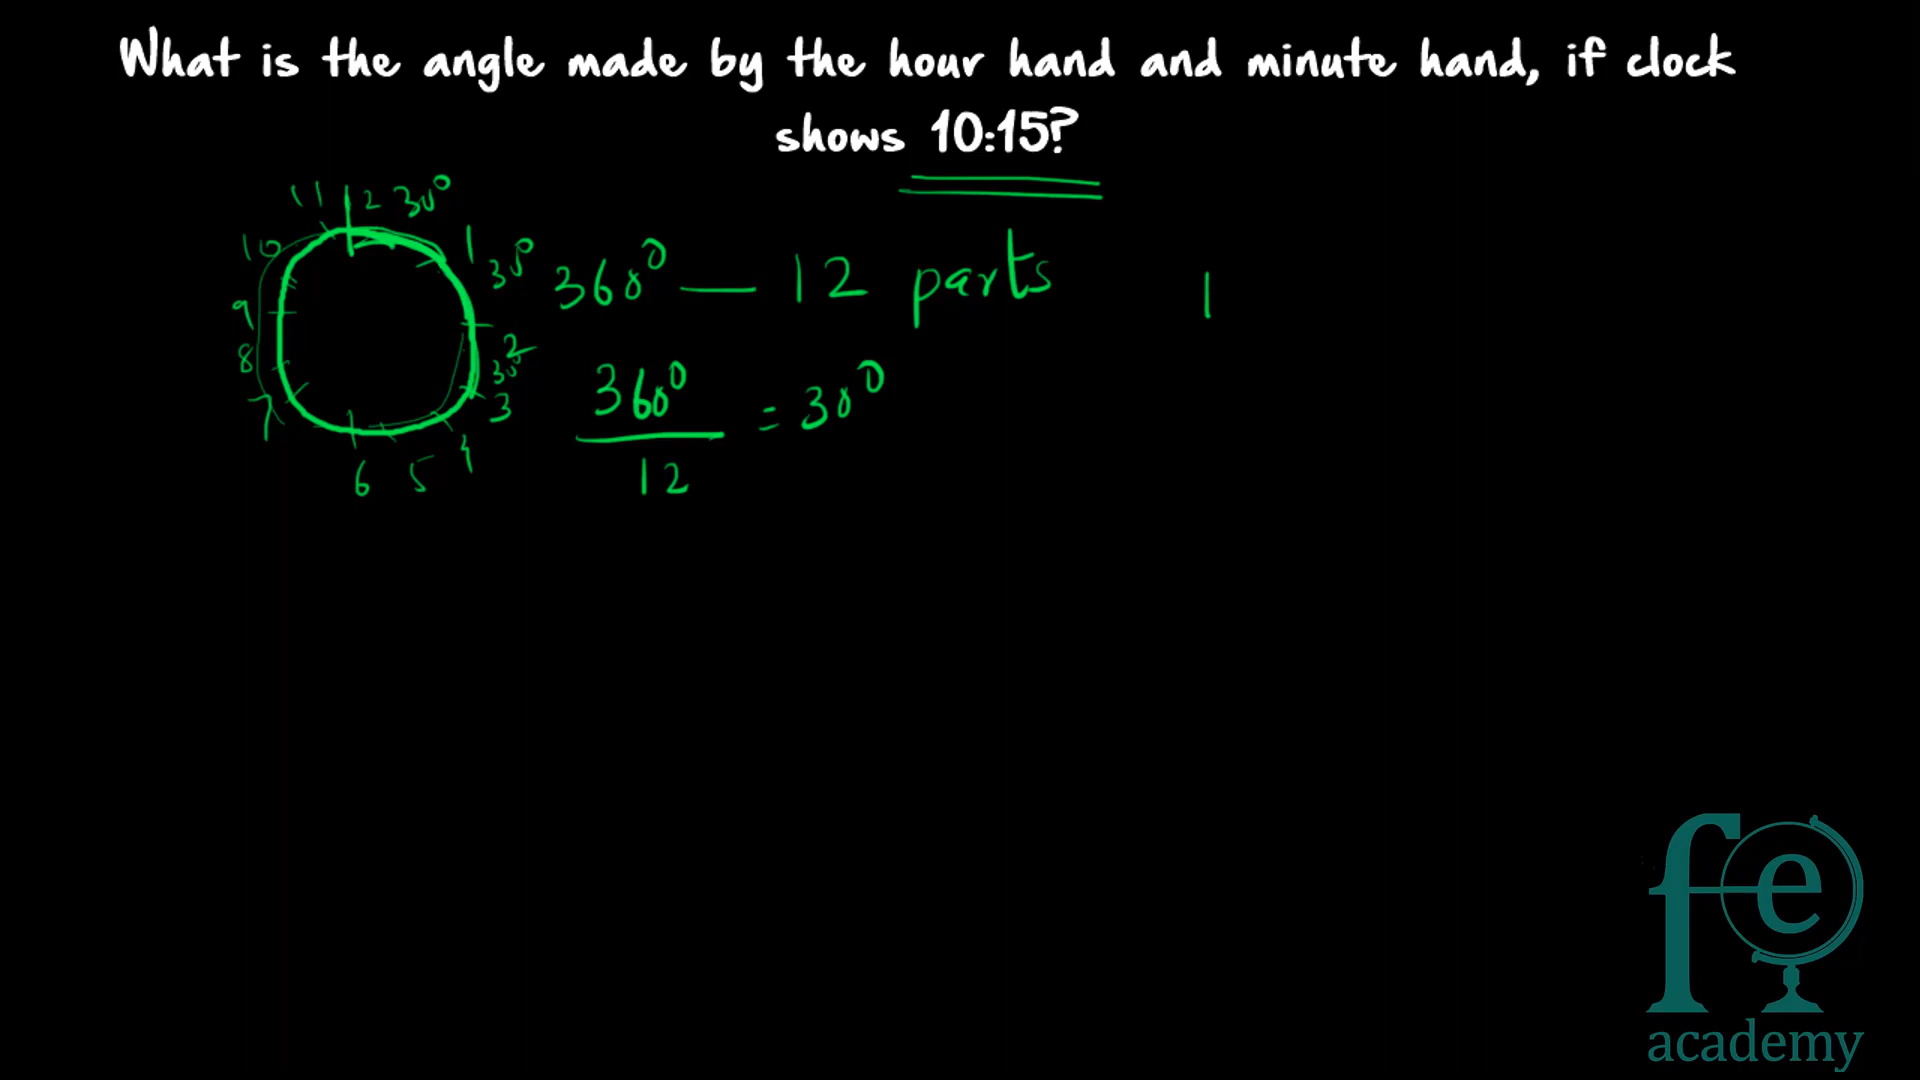 What is the angle made by the hour hand and minute hand, if clock
shows 10:15?
11 12 30°
10 1 30°
9 2
8 30°
7 3
6 5 4
360° — 12 parts 1
360° = 30°
12
fe
academy